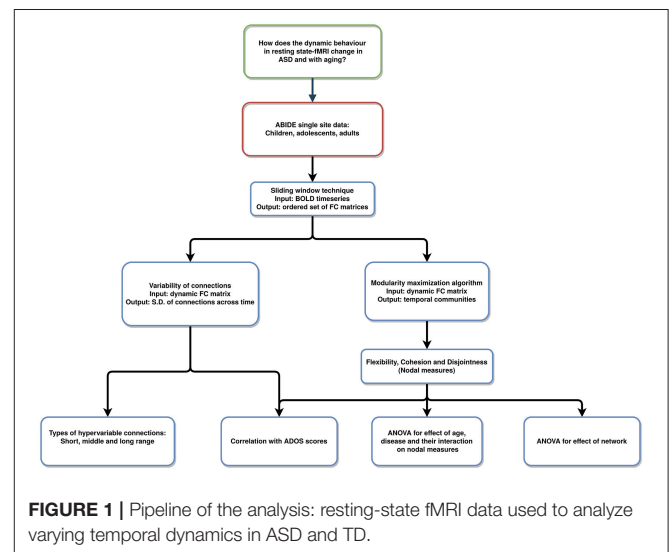 How does the dynamic behaviour
in resting state-fMRI change in
ASD and with aging?
ABIDE single site data:
Children, adolescents, adults
Sliding window technique
Input: BOLD timeseries
Output: ordered set of FC matrices
Variability of connections
Input: dynamic FC matrix
Output: S.D. of connections across time
Modularity maximization algorithm
Input: dynamic FC matrix
Output: temporal communities
Flexibility, Cohesion and Disjointness
(Nodal measures)
Types of hypervariable connections:
Short, middle and long range
Correlation with ADOS scores
ANOVA for effect of age,
disease and their interaction
on nodal measures
ANOVA for effect of network
FIGURE 1 | Pipeline of the analysis: resting-state fMRI data used to analyze
varying temporal dynamics in ASD and TD.